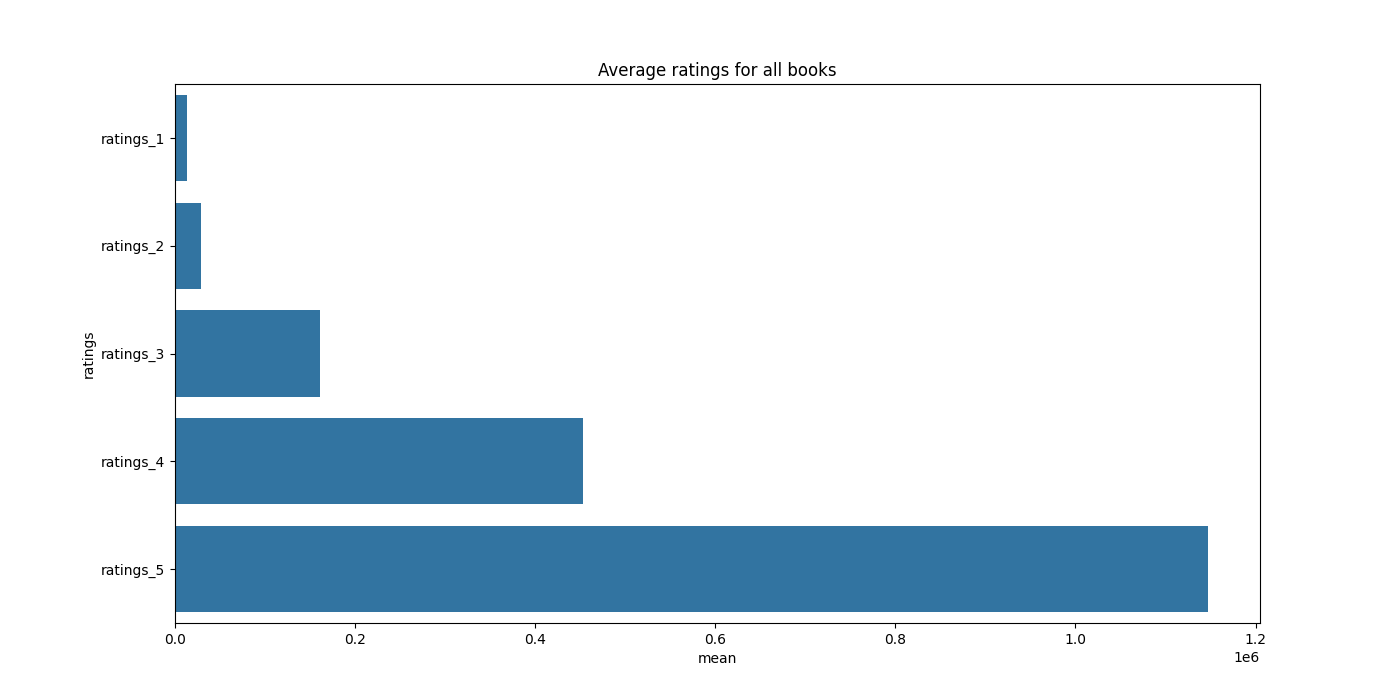 Average ratings for all books
ratings
ratings_1
ratings_2
ratings_3
ratings_4
ratings_5
0.0 0.2 0.4 0.6 0.8 1.0 1.2
1e6
mean